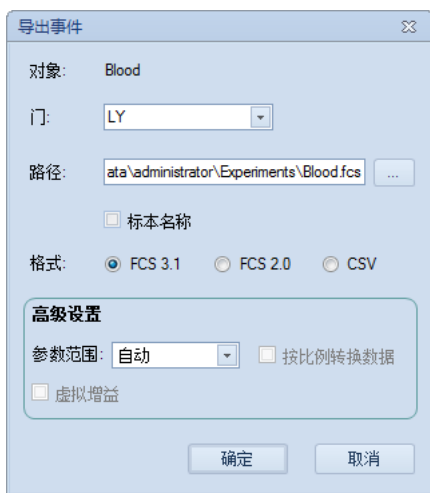 导出事件
对象: Blood
门: LY
路径: ata\administrator\Experiments\Blood.fcs ...
标本名称
格式: FCS 3.1 FCS 2.0 CSV
高级设置
参数范围: 自动 按比例转换数据
虚拟增益
确定 取消